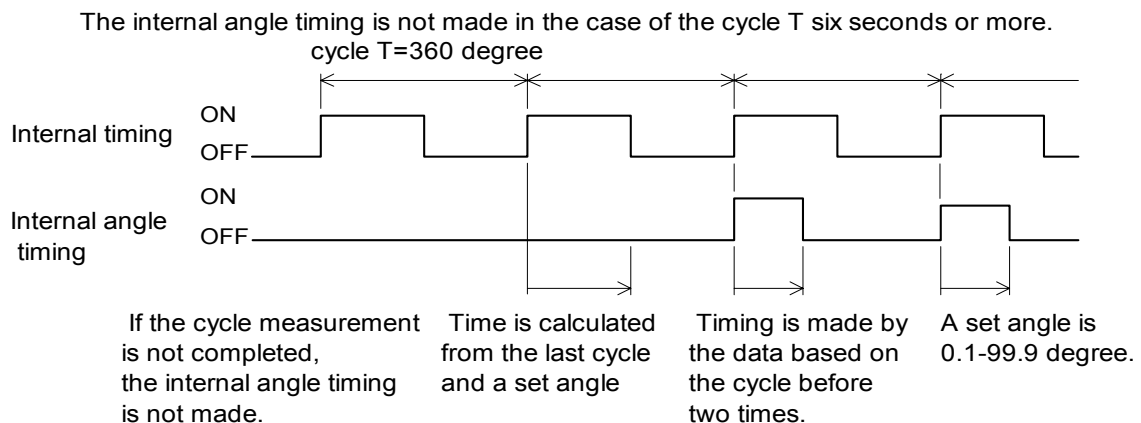 The internal angle timing is not made in the case of the cycle T six seconds or more.
cycle T=360 degree
Internal timing
ON
OFF
Internal angle
timing
ON
OFF
If the cycle measurement
is not completed,
the internal angle timing
is not made.
Time is calculated
from the last cycle
and a set angle
Timing is made by
the data based on
the cycle before
two times.
A set angle is
0.1-99.9 degree.